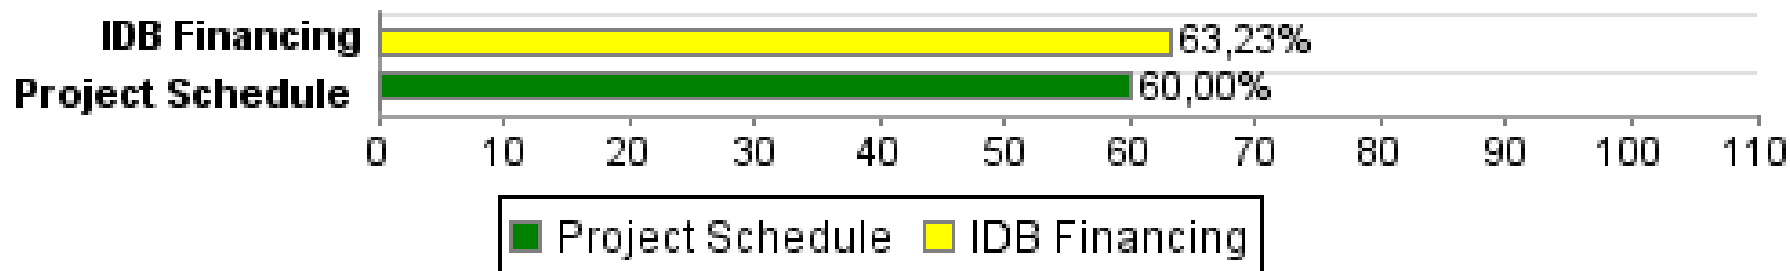 IDB Financing 63,23%
Project Schedule 60,00%
0 10 20 30 40 50 60 70 80 90 100 110
Project Schedule IDB Financing